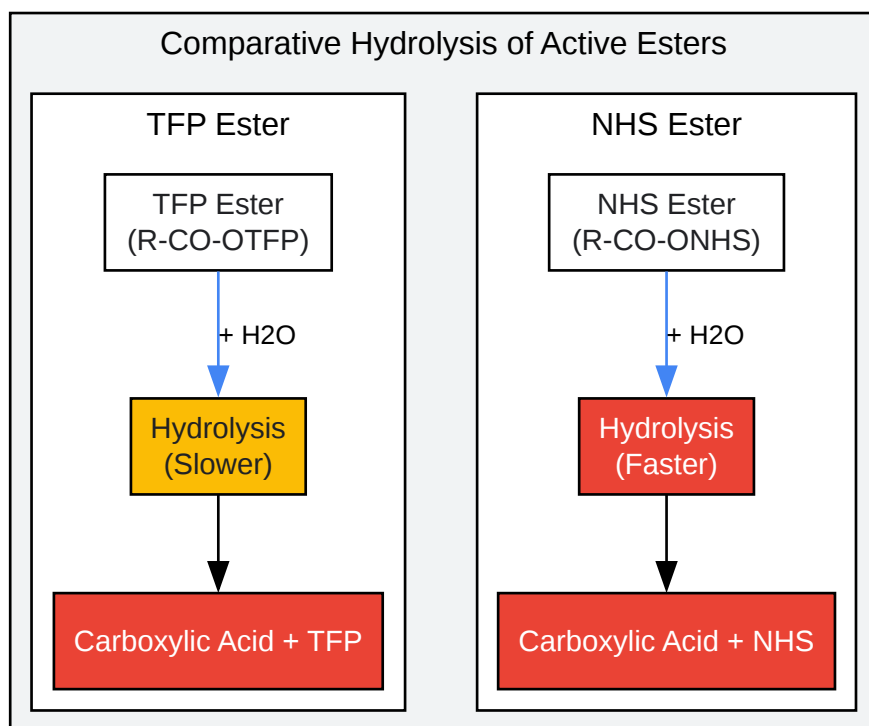 Comparative Hydrolysis of Active Esters
TFP Ester
TFP Ester
(R-CO-OTFP)
+ H2O
Hydrolysis
(Slower)
Carboxylic Acid + TFP
NHS Ester
NHS Ester
(R-CO-ONHS)
+ H2O
Hydrolysis
(Faster)
Carboxylic Acid + NHS